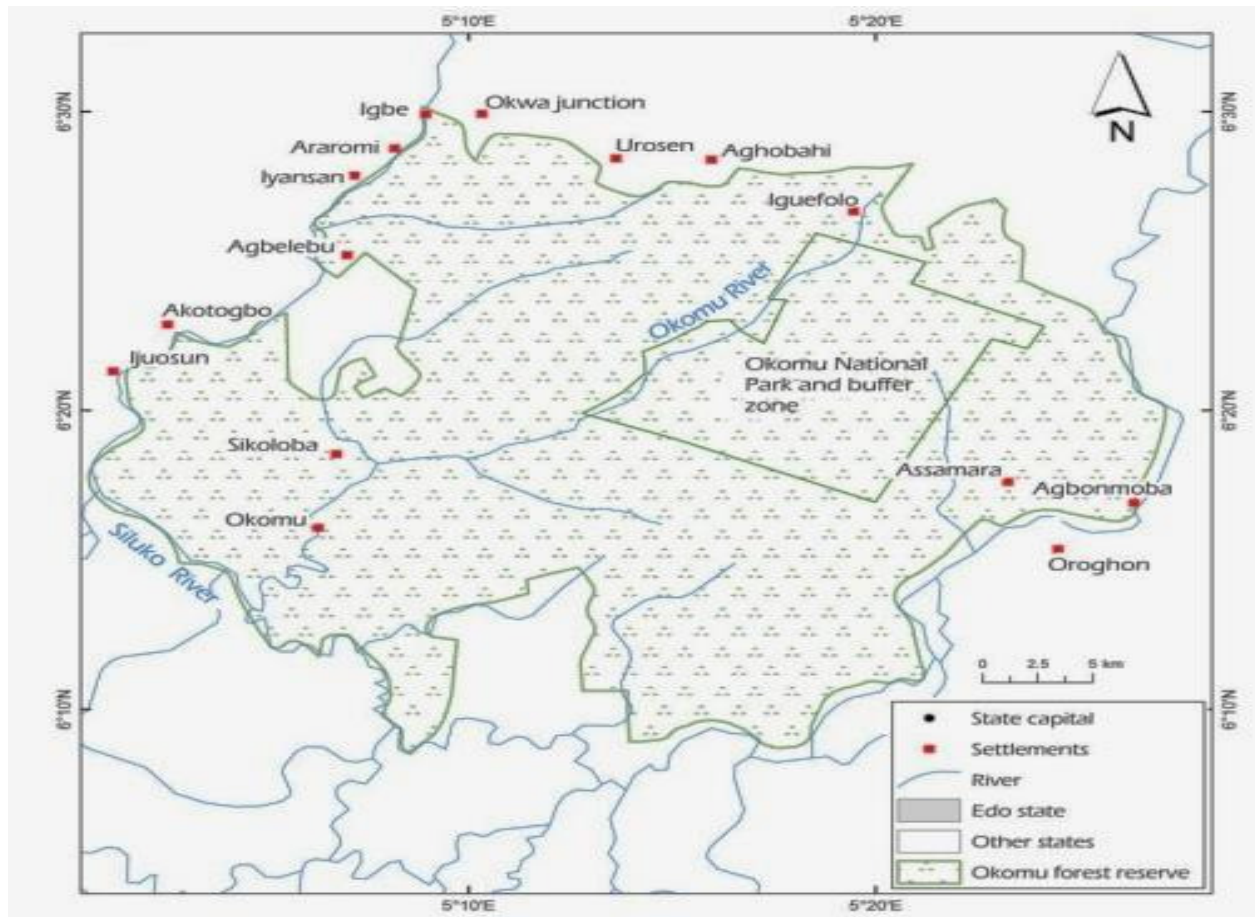 5°10'E
5°20'E
6°30'N
6°30'N
N
Igbe
Okwa junction
Araromi
Urosen
Aghobahi
Iyansan
Iguefolo
Agbelebu
Okomu River
Akotogbo
Ijuosun
Okomu National
Park and buffer
zone
6°20'N
6°20'N
Sikoloba
Assamara
Agbonmoba
Okomu
Siluko River
Oroghon
0 2.5 5 km
6°10'N
6°10'N
State capital
Settlements
River
Edo state
Other states
Okomu forest reserve
5°10'E
5°20'E